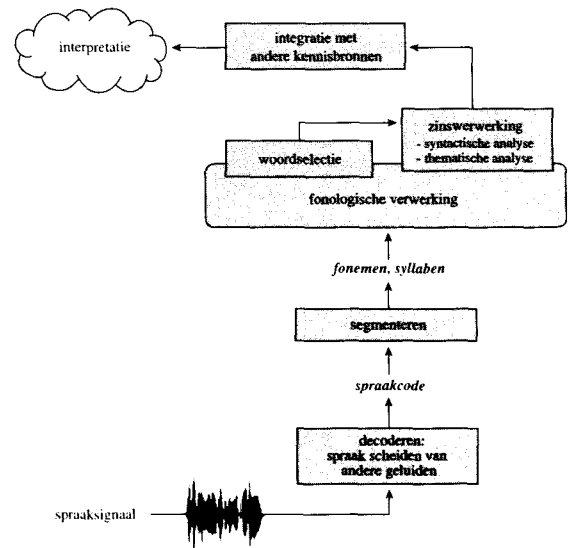 interpretatie
integratie met
andere kennisbronnen
zinswerwerking
- syntactische analyse
- thematische analyse
woordselectie
fonologische verwerking
fonemen, syllaben
segmenteren
spraakcode
decoderen:
spraak scheiden van
andere geluiden
spraaksignaal